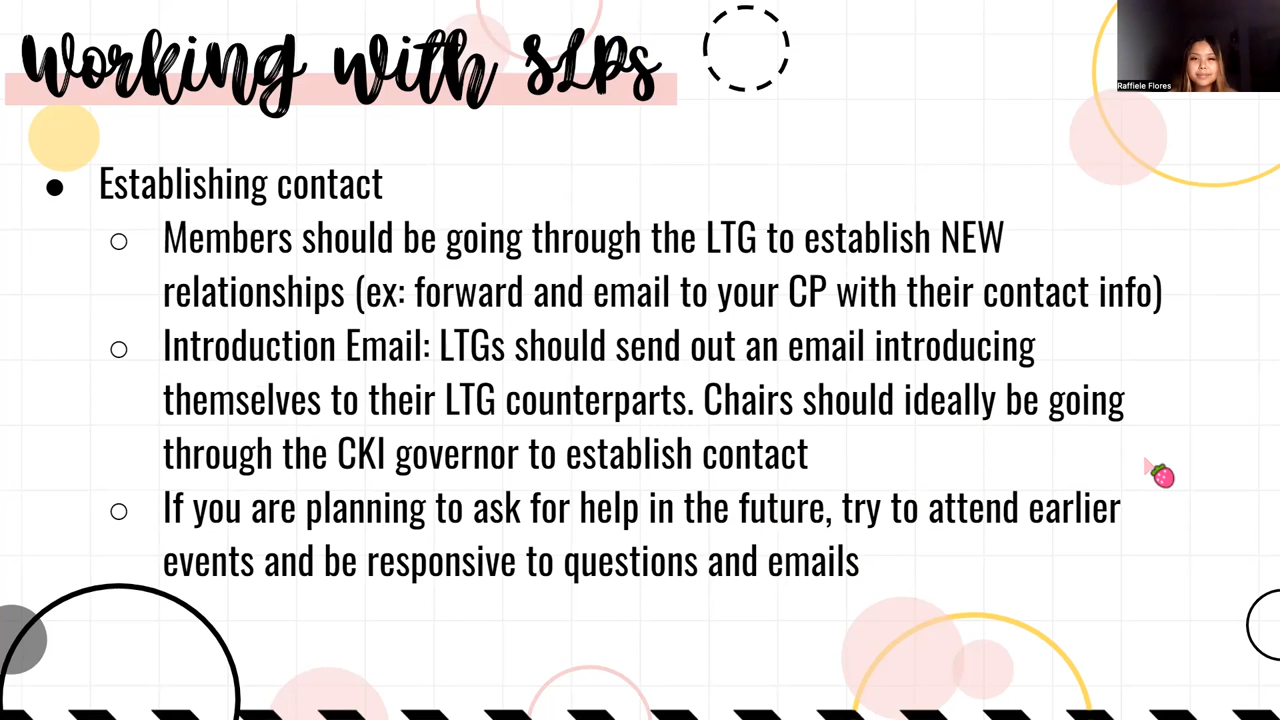 Working with SLPs
Raffiele Flores
● Establishing contact
○ Members should be going through the LTG to establish NEW
relationships (ex: forward and email to your CP with their contact info)
○ Introduction Email: LTGs should send out an email introducing
themselves to their LTG counterparts. Chairs should ideally be going
through the CKI governor to establish contact
○ If you are planning to ask for help in the future, try to attend earlier
events and be responsive to questions and emails